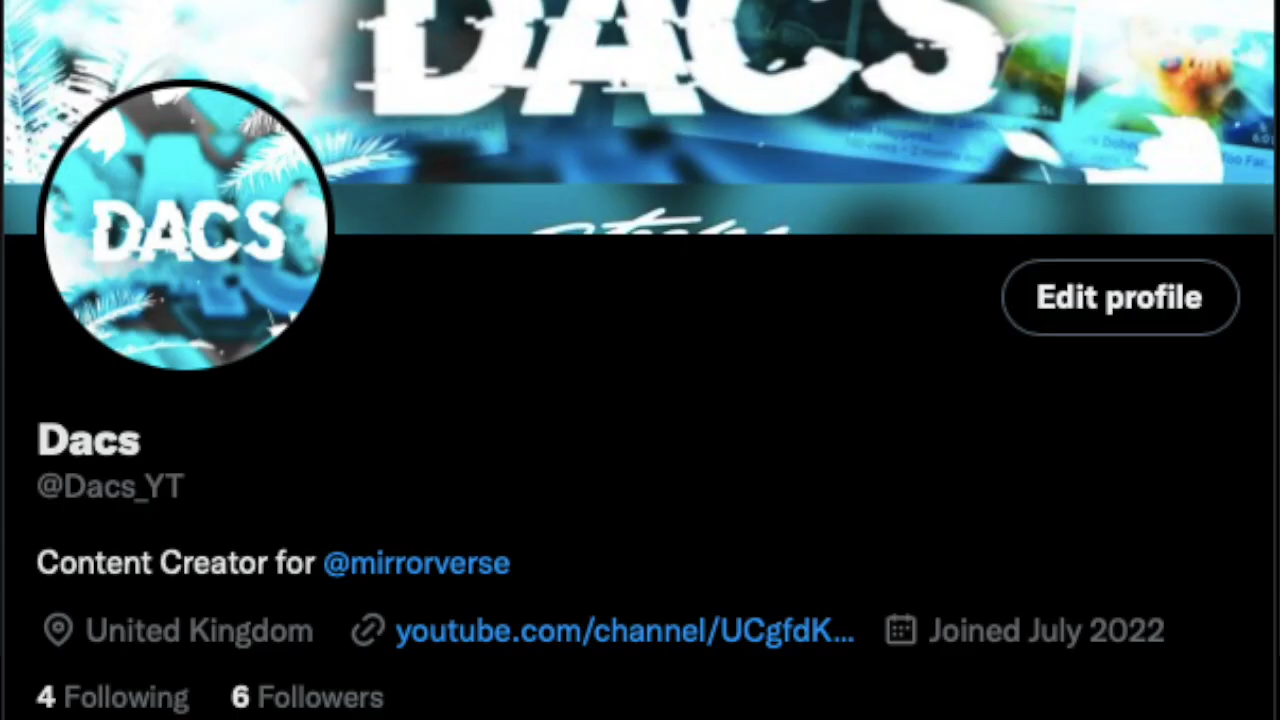 DACS
DACS
Edit profile
Dacs
@Dacs_YT
Content Creator for @mirrorverse
United Kingdom youtube.com/channel/UCgfdK... Joined July 2022
4 Following 6 Followers